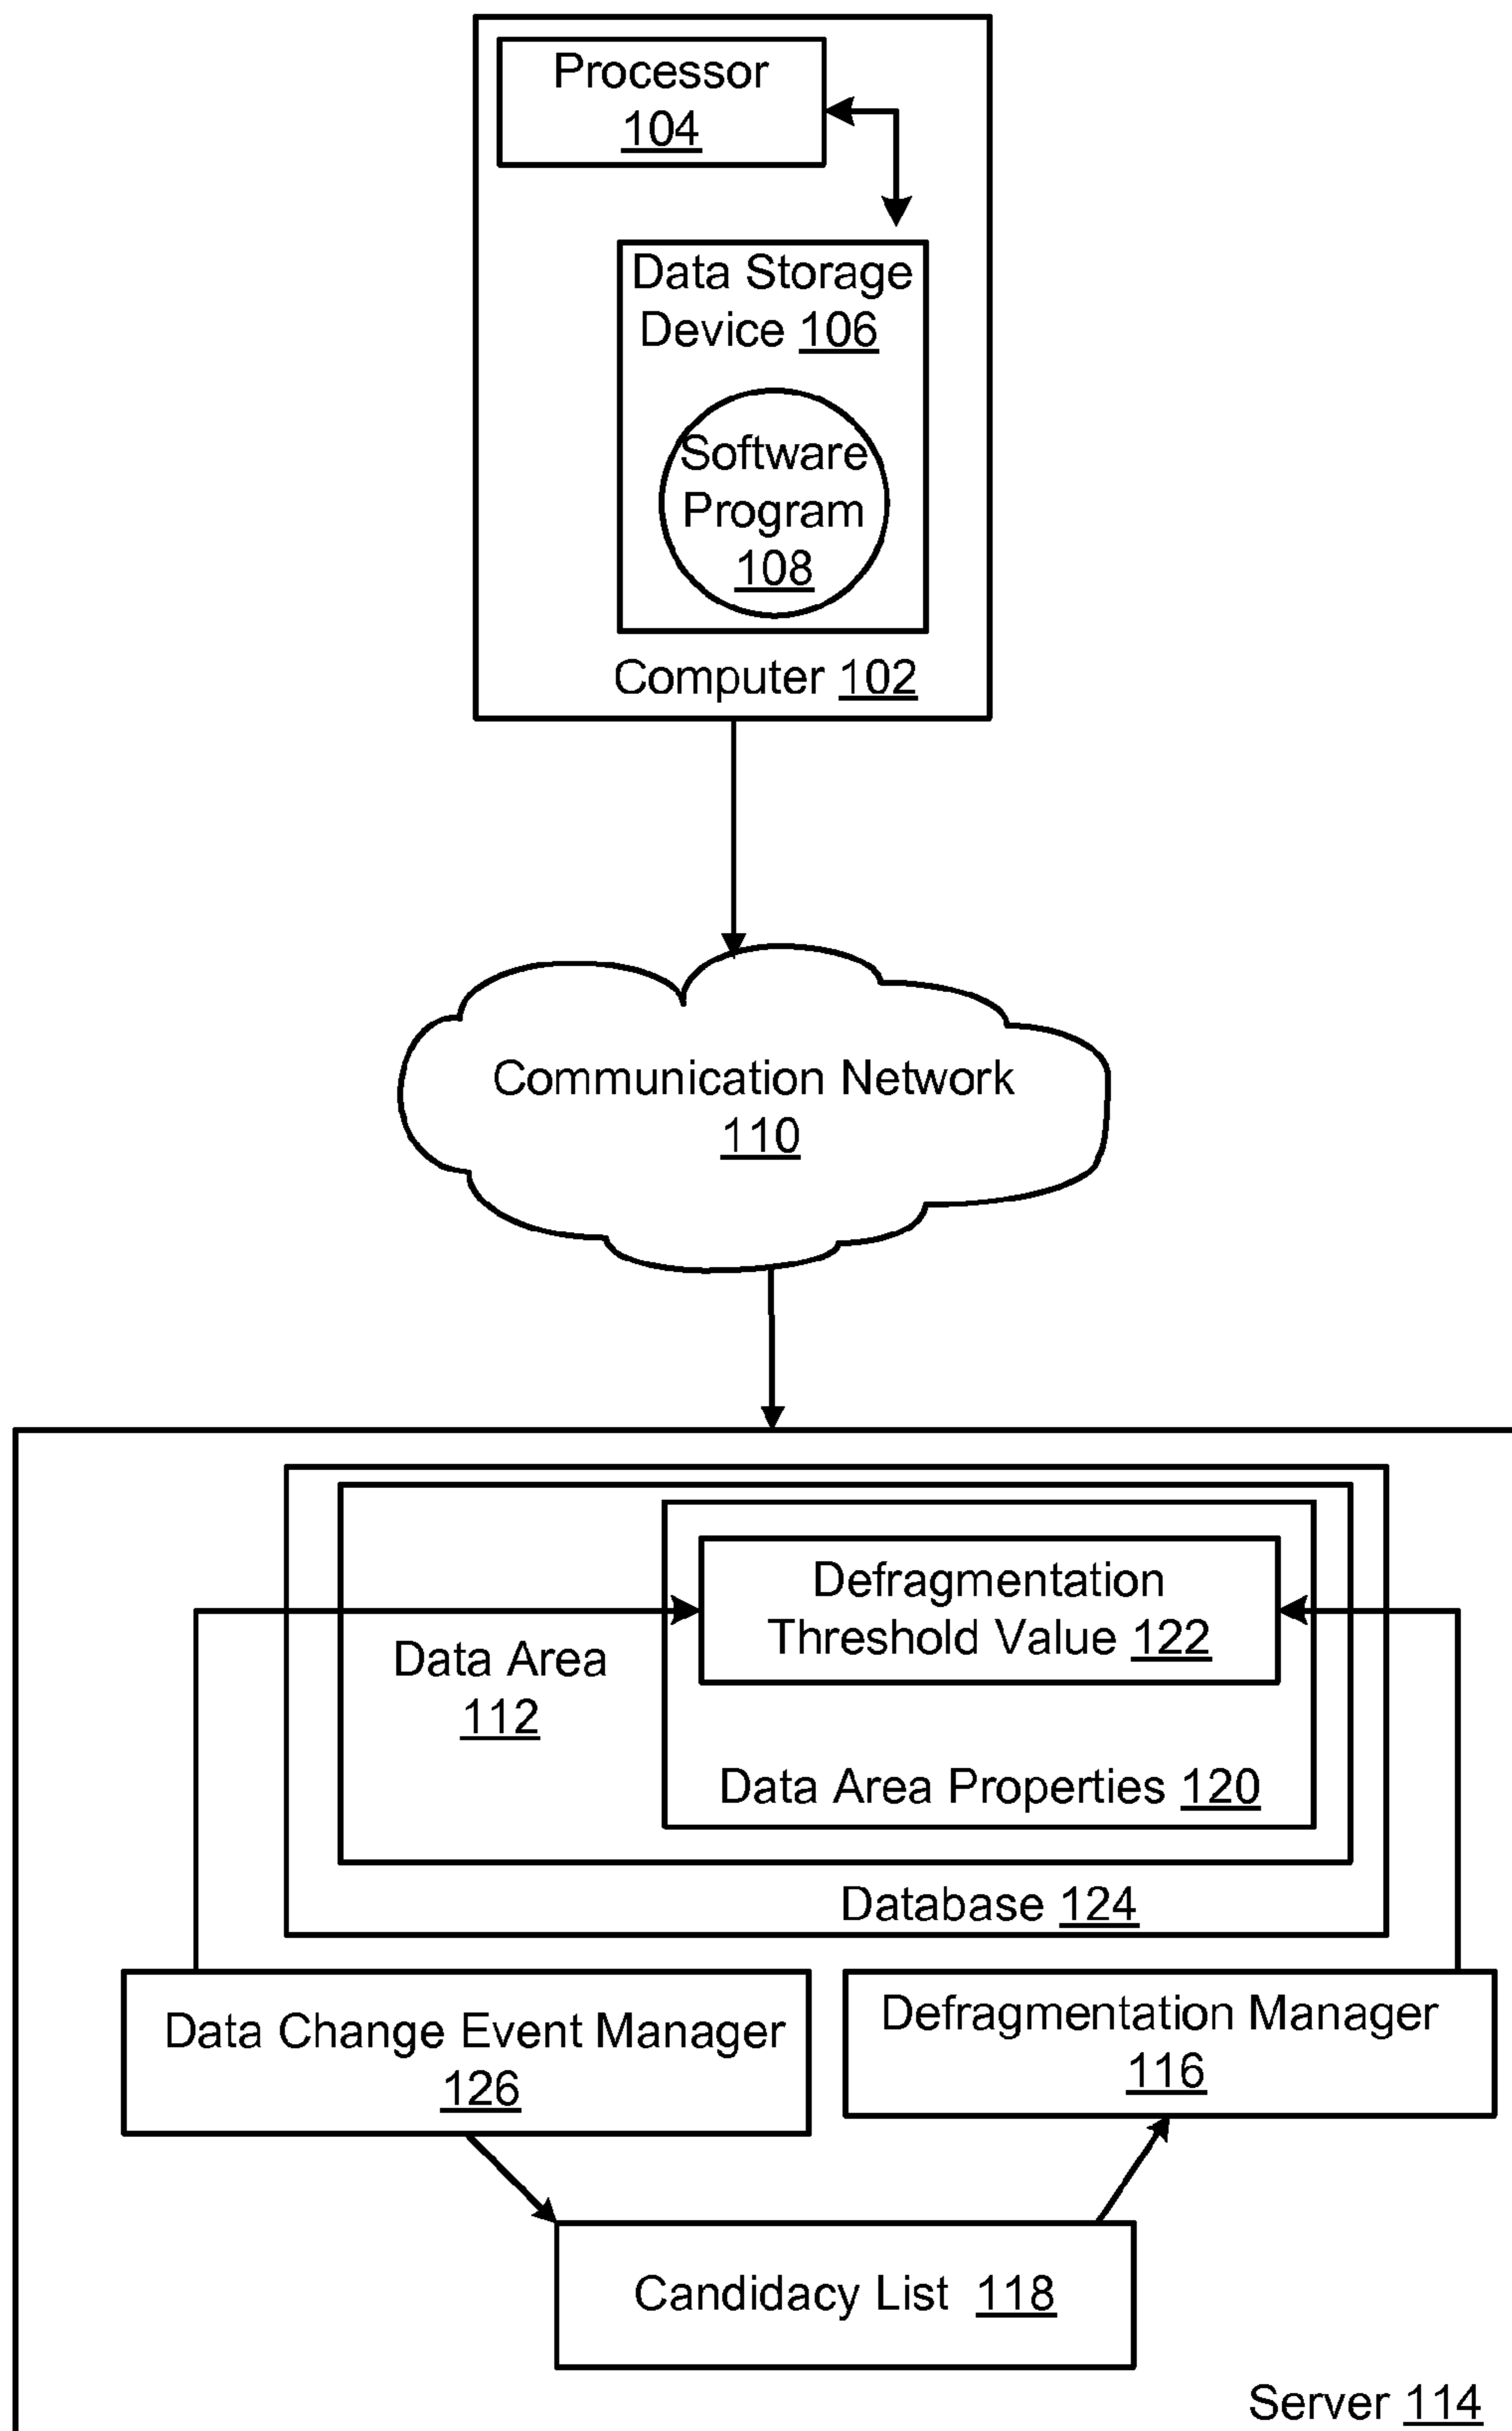 Processor
104
Data Storage
Device 106
Software
Program
108
Computer 102
Communication Network
110
Defragmentation
Threshold Value 122
Data Area
112
Data Area Properties 120
Database 124
Data Change Event Manager
126
Defragmentation Manager
116
Candidacy List 118
Server 114